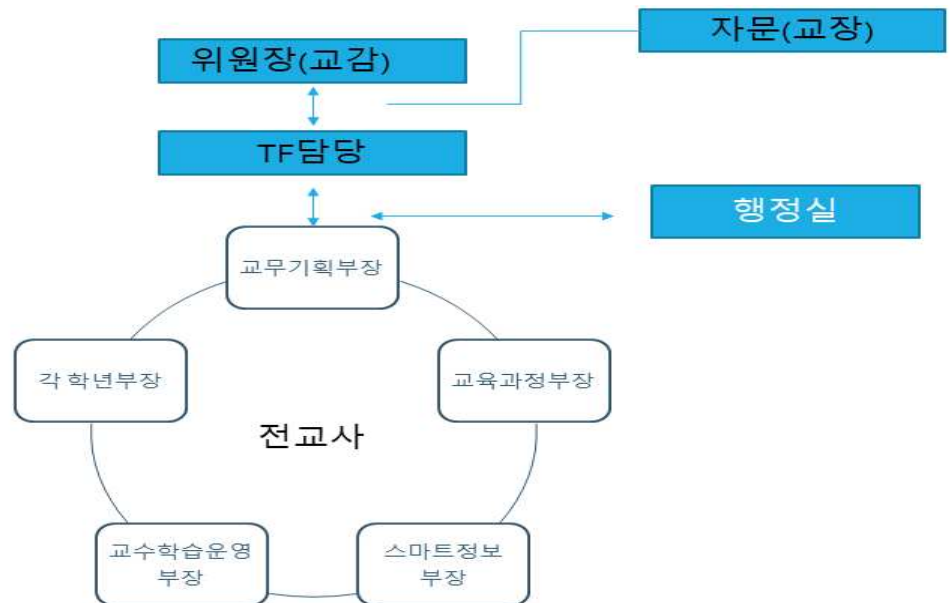 자문(교장)
위원장(교감)
TF담당
행정실
교무기획부장
각 학년부장
교육과정부장
전교사
교수학습운영
부장
스마트정보
부장